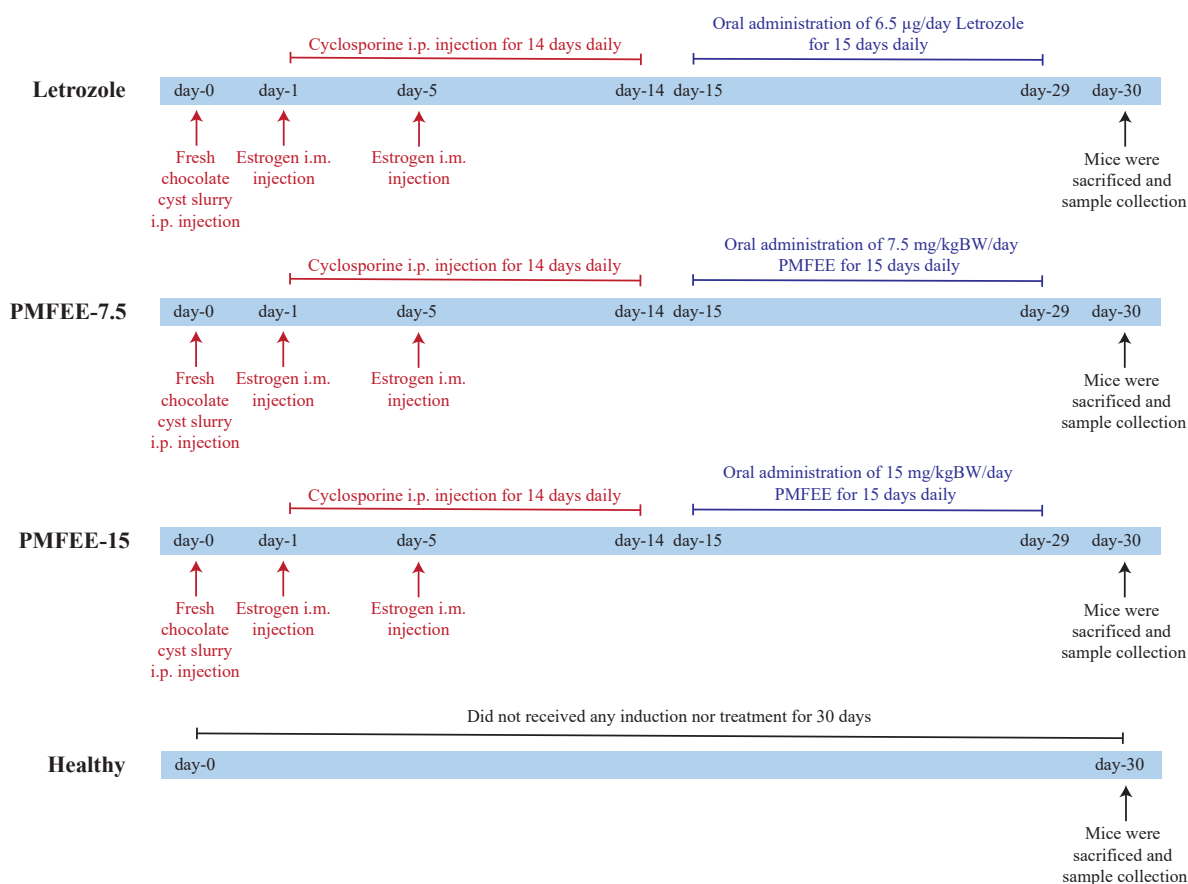 Oral administration of 6.5 µg/day Letrozole
for 15 days daily
Cyclosporine i.p. injection for 14 days daily
Letrozole
day-0 day-1 day-5 day-14 day-15 day-29 day-30
Fresh
chocolate
cyst slurry
i.p. injection
Estrogen i.m.
injection
Estrogen i.m.
injection
Mice were
sacrificed and
sample collection
Oral administration of 7.5 mg/kgBW/day
PMFEE for 15 days daily
Cyclosporine i.p. injection for 14 days daily
PMFEE-7.5
day-0 day-1 day-5 day-14 day-15 day-29 day-30
Fresh
chocolate
cyst slurry
i.p. injection
Estrogen i.m.
injection
Estrogen i.m.
injection
Mice were
sacrificed and
sample collection
Oral administration of 15 mg/kgBW/day
PMFEE for 15 days daily
Cyclosporine i.p. injection for 14 days daily
PMFEE-15
day-0 day-1 day-5 day-14 day-15 day-29 day-30
Fresh
chocolate
cyst slurry
i.p. injection
Estrogen i.m.
injection
Estrogen i.m.
injection
Mice were
sacrificed and
sample collection
Did not received any induction nor treatment for 30 days
Healthy
day-0 day-30
Mice were
sacrificed and
sample collection